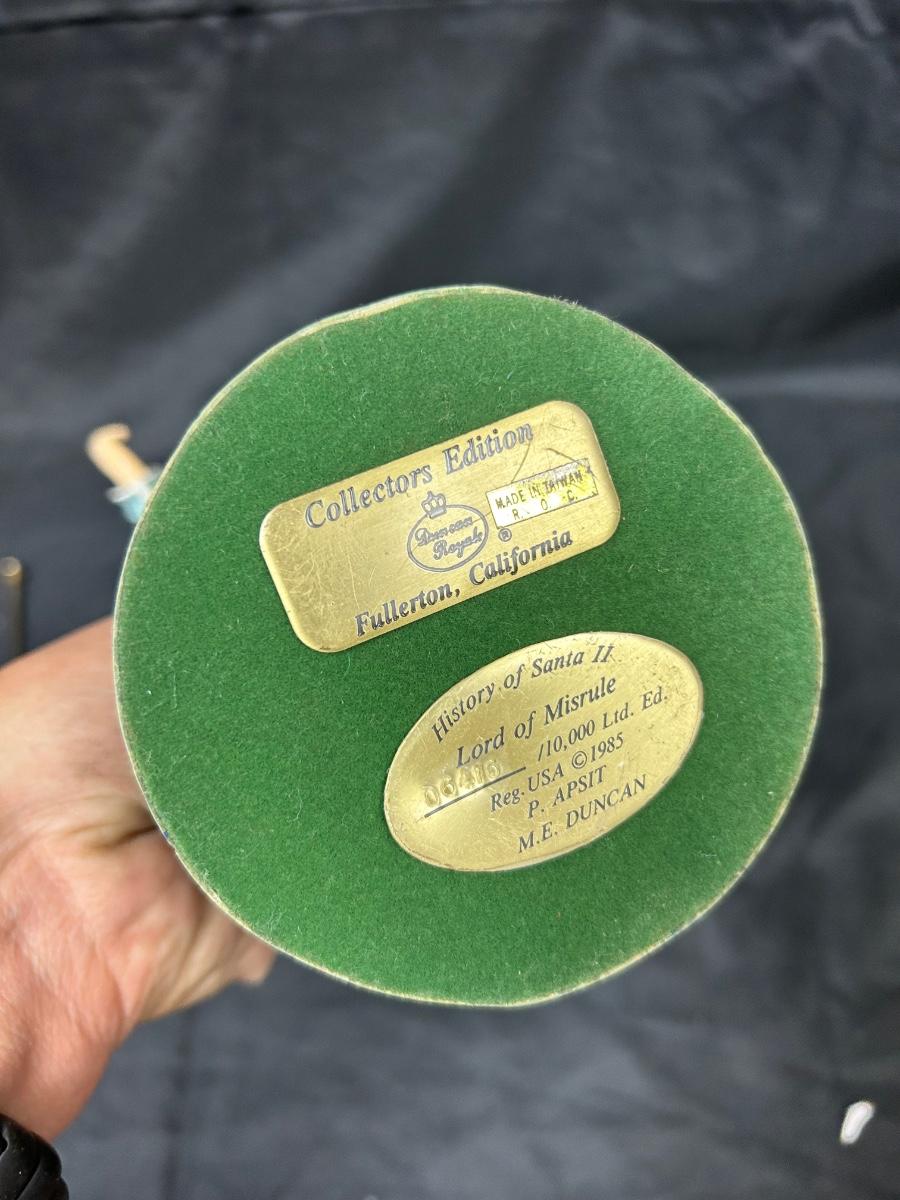 Collectors Edition
Duncan
Royale ®
MADE IN TAIWAN
R. O. C.
Fullerton, California
History of Santa II
Lord of Misrule
/10,000 Ltd. Ed.
Reg. USA ©1985
P. APSIT
M.E. DUNCAN